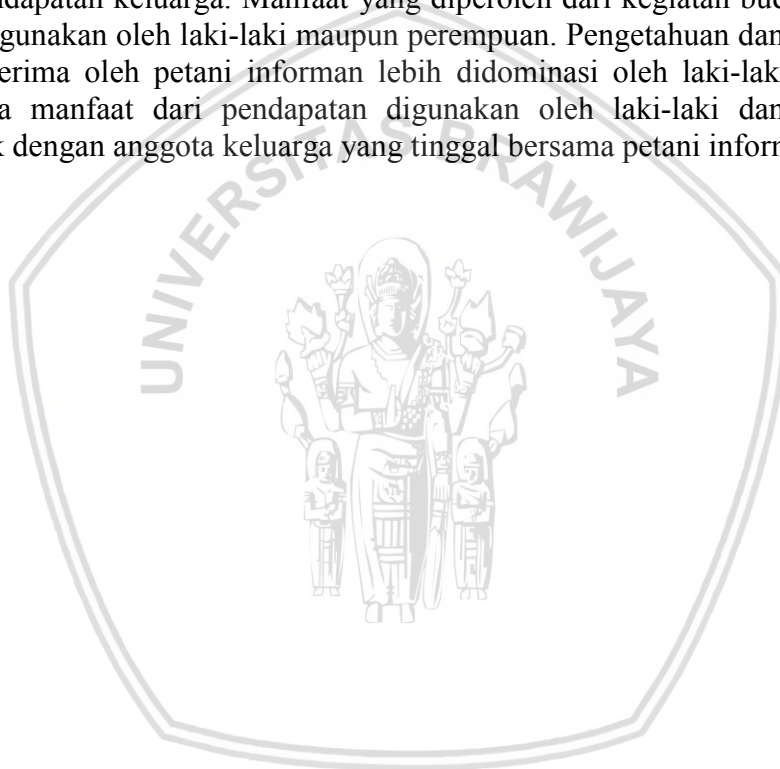 ndapatan keluarga. Manfaat yang diperoleh dari kegiatan bu
gunakan oleh laki-laki maupun perempuan. Pengetahuan dan
erima oleh petani informan lebih didominasi oleh laki-lak
a manfaat dari pendapatan digunakan oleh laki-laki dan
k dengan anggota keluarga yang tinggal bersama petani inform
UNIVERSITAS BRAWIJAYA